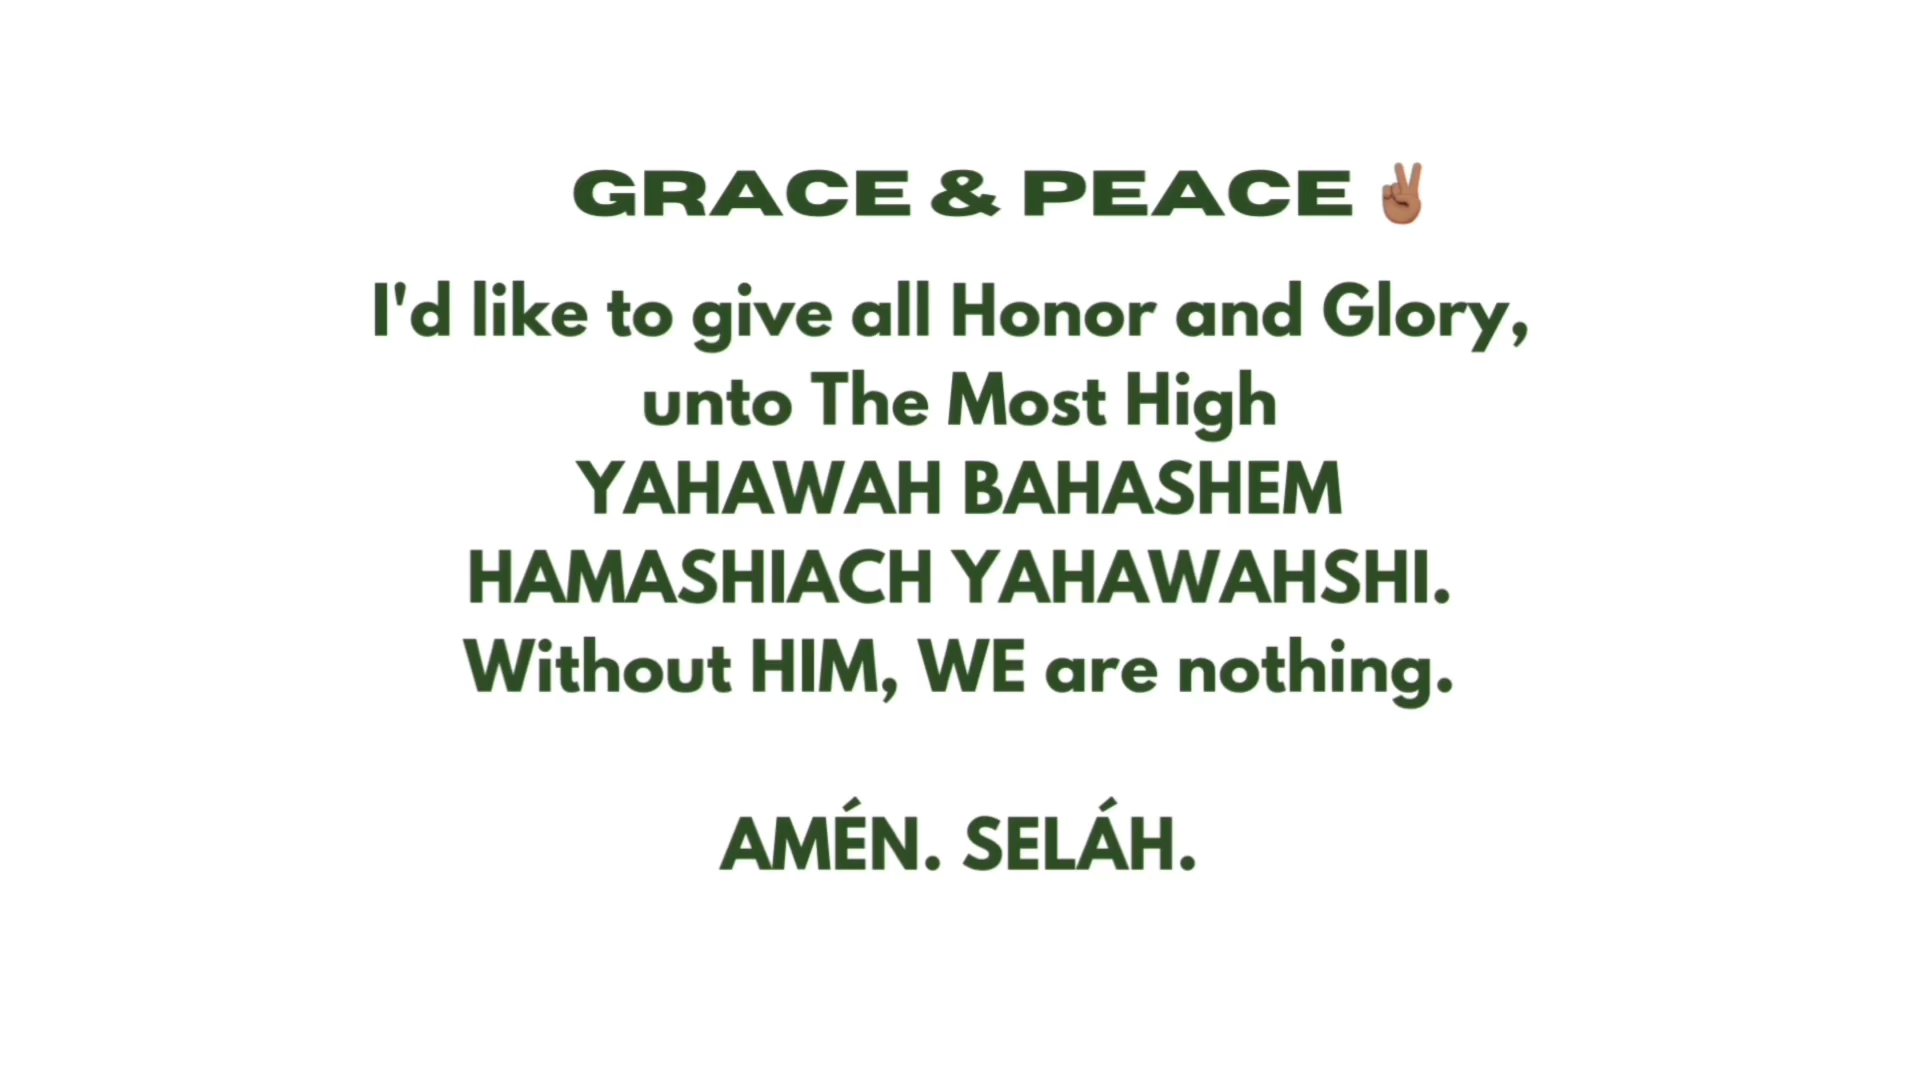 GRACE & PEACE ✌🏽
I'd like to give all Honor and Glory,
unto The Most High
YAHAWAH BAHASHEM
HAMASHIACH YAHAWAHSHI.
Without HIM, WE are nothing.
AMÉN. SELÁH.